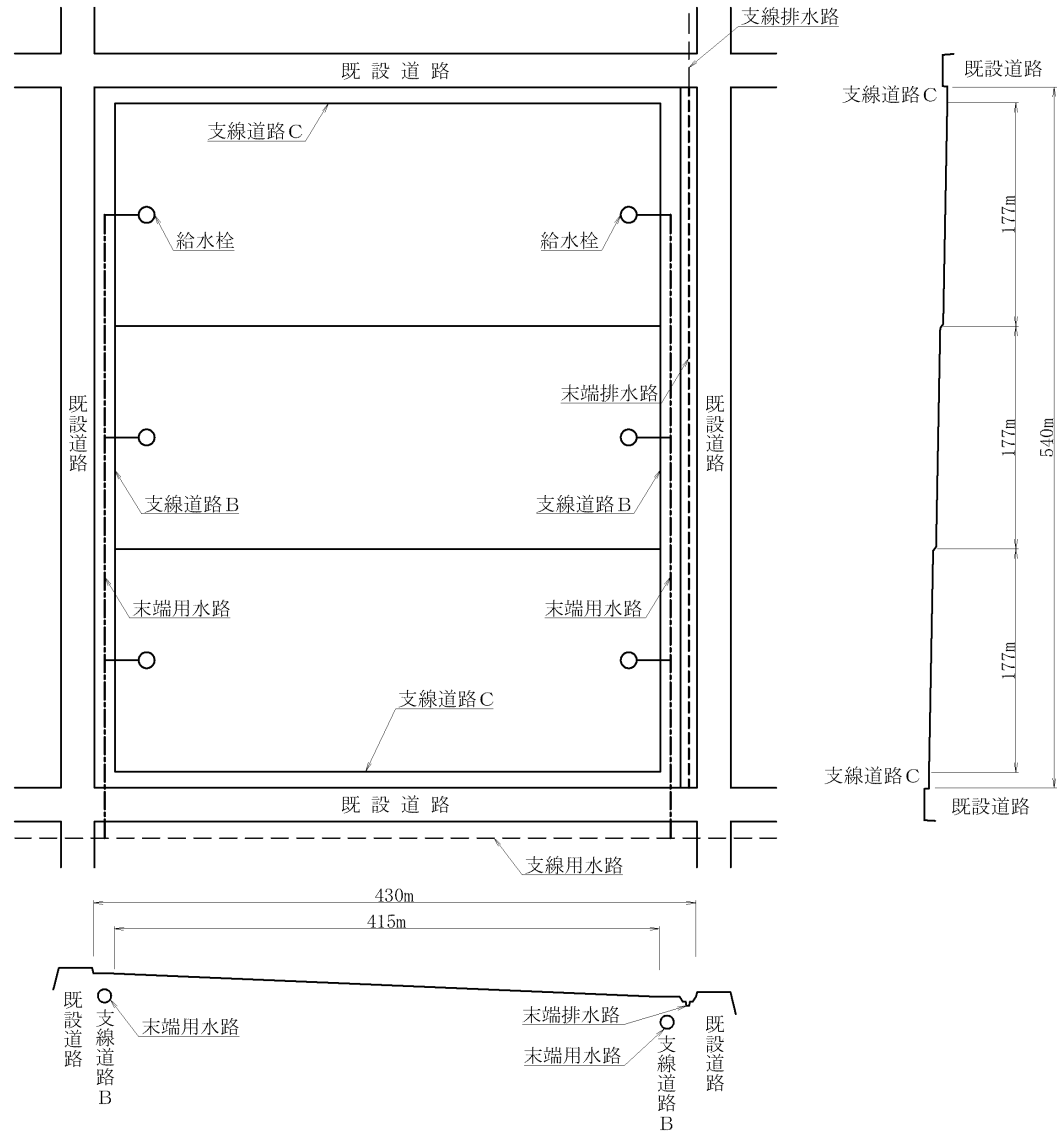 支線排水路
既設道路
既設道路
支線道路C
支線道路C
177m
給水栓
給水栓
末端排水路
既設道路
既設道路
177m
540m
支線道路B
支線道路B
末端用水路
末端用水路
177m
支線道路C
支線道路C
既設道路
既設道路
支線用水路
430m
415m
既設道路
支線道路B
末端用水路
末端排水路
末端用水路
支線道路B
既設道路